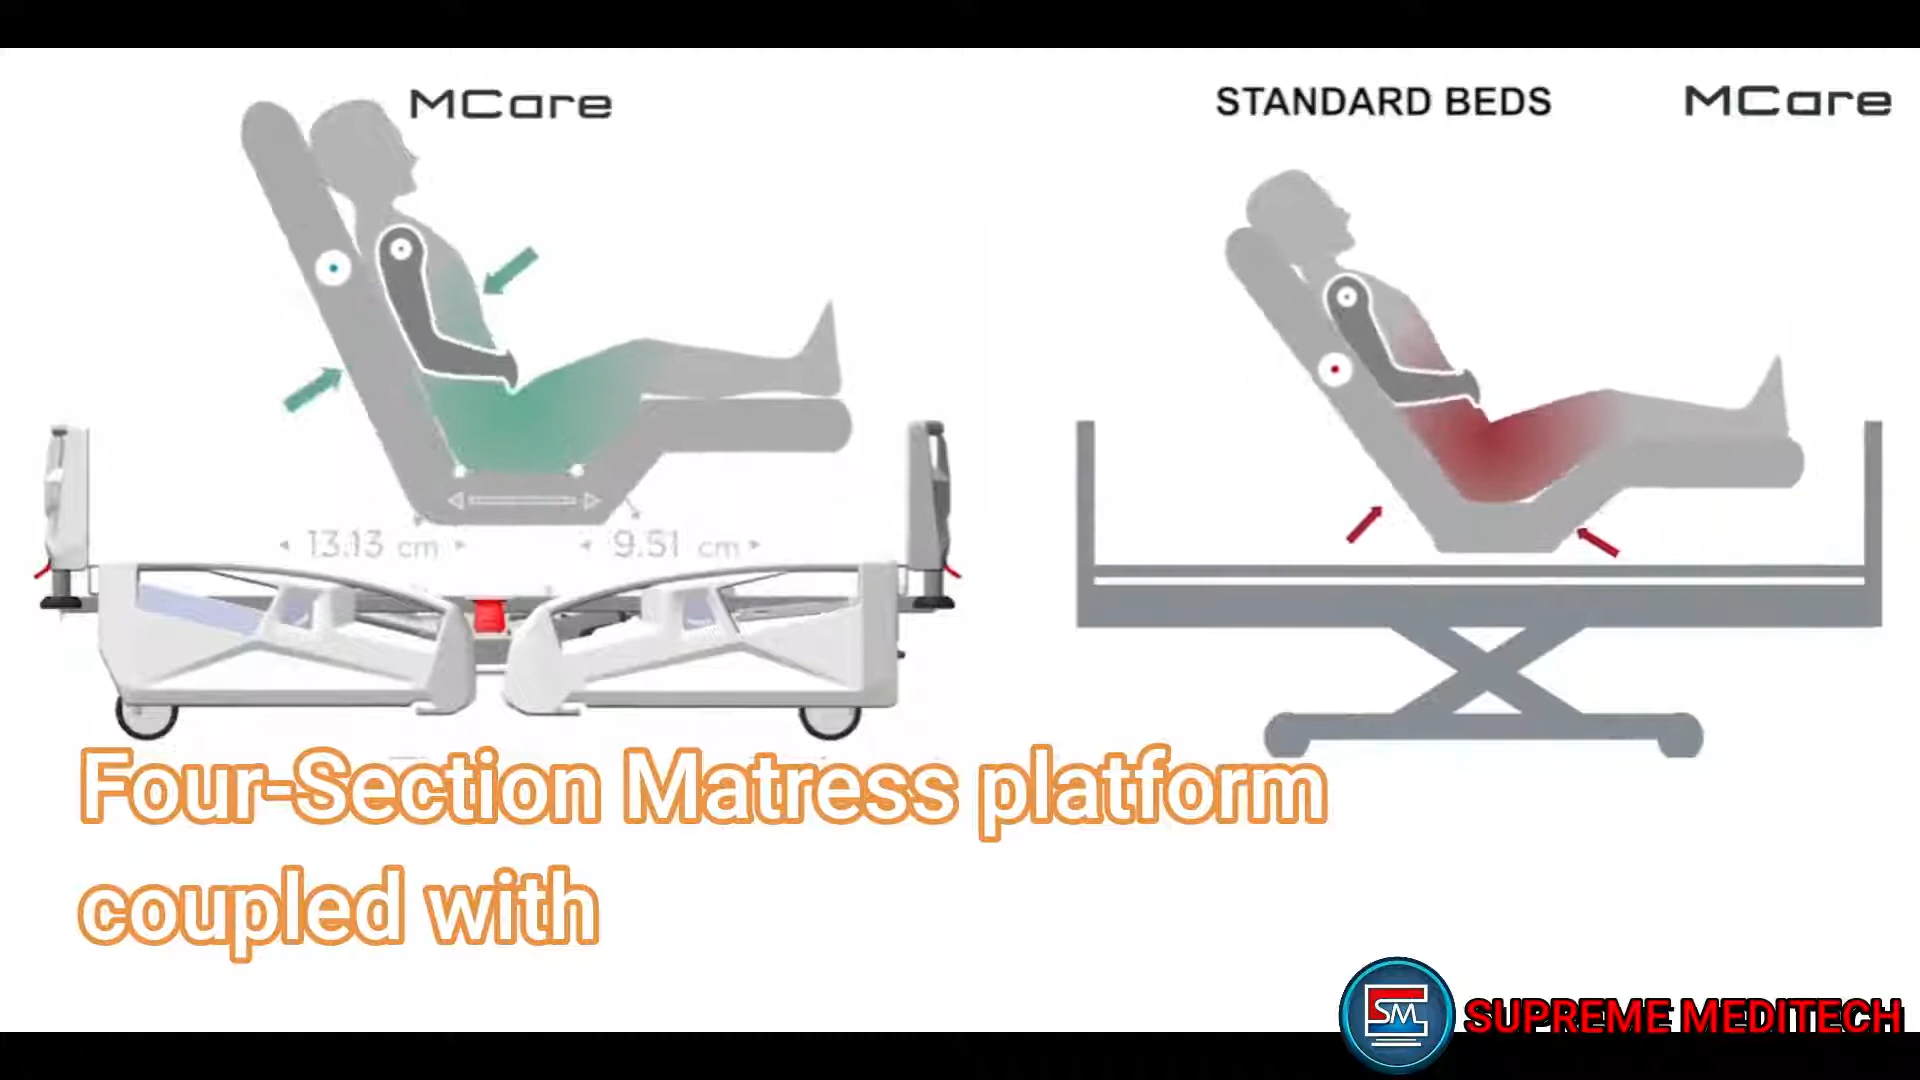 MCare
STANDARD BEDS
MCare
13.13 cm
9.51 cm
Four-Section Matress platform
coupled with
SM
SUPREME MEDITECH